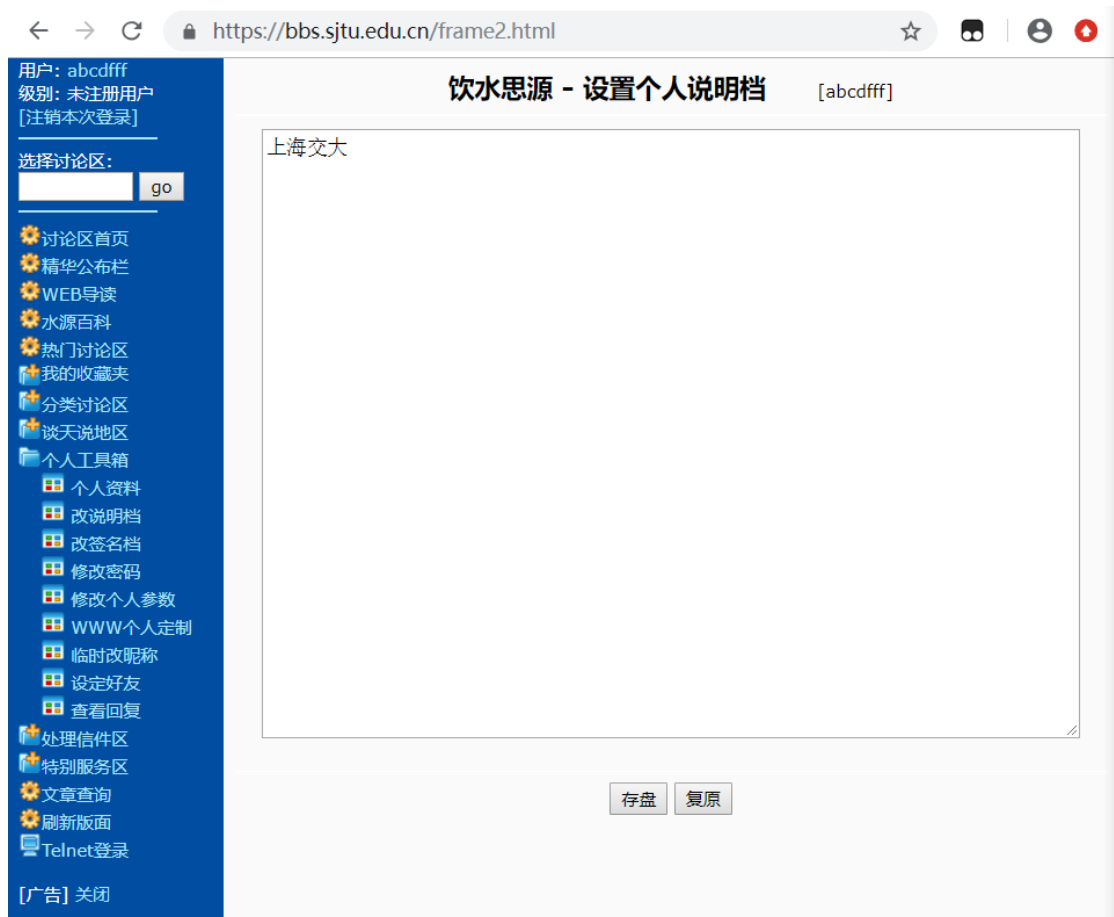 https://bbs.sjtu.edu.cn/frame2.html
用户: abcdfff
级别: 未注册用户
[注销本次登录]
选择讨论区:
go
讨论区首页
精华公布栏
WEB导读
水源百科
热门讨论区
我的收藏夹
分类讨论区
谈天说地区
个人工具箱
个人资料
改说明档
改签名档
修改密码
修改个人参数
WWW个人定制
临时改昵称
设定好友
查看回复
处理信件区
特别服务区
文章查询
刷新版面
Telnet登录
[广告] 关闭
饮水思源 - 设置个人说明档 [abcdfff]
上海交大
存盘 复原